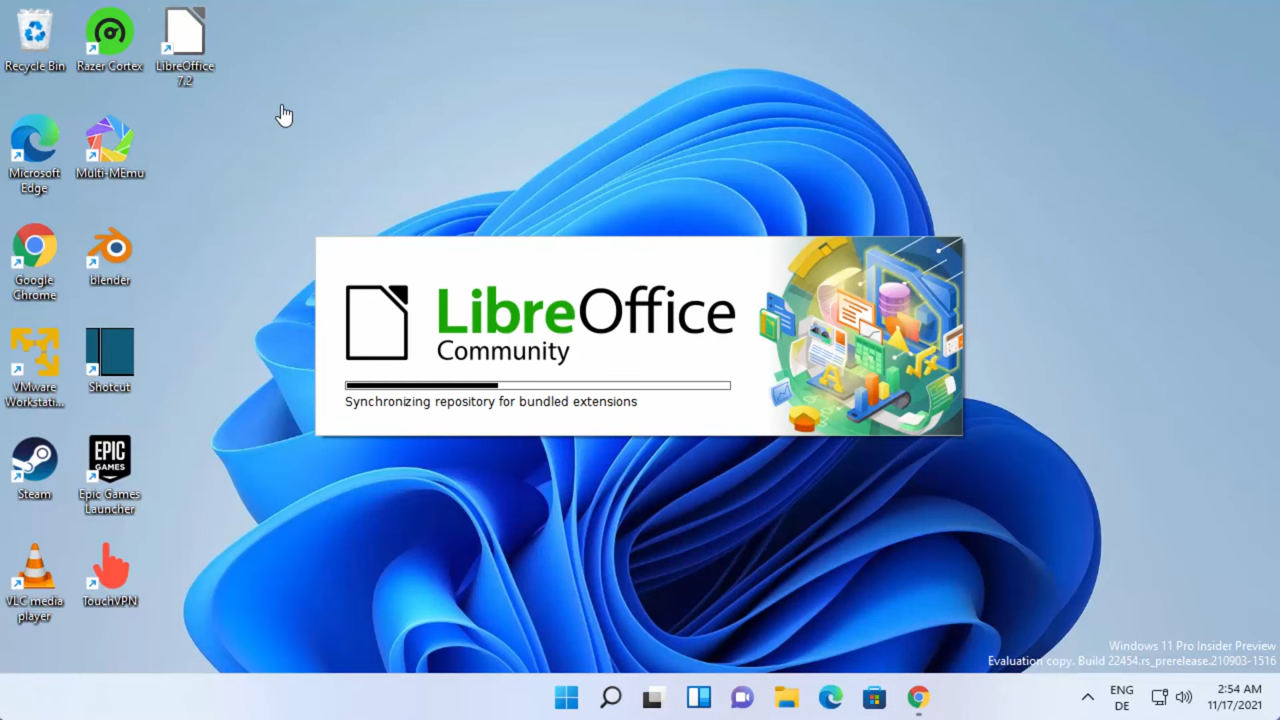 Recycle Bin
Razer Cortex
LibreOffice
7.2
Microsoft
Edge
Multi-MEmu
Google
Chrome
blender
VMware
Workstati...
Shotcut
Steam
EPIC
GAMES
Epic Games
Launcher
VLC media
player
TouchVPN
LibreOffice
Community
Synchronizing repository for bundled extensions
Windows 11 Pro Insider Preview
Evaluation copy. Build 22454.rs_prerelease.210903-1516
ENG
DE
2:54 AM
11/17/2021